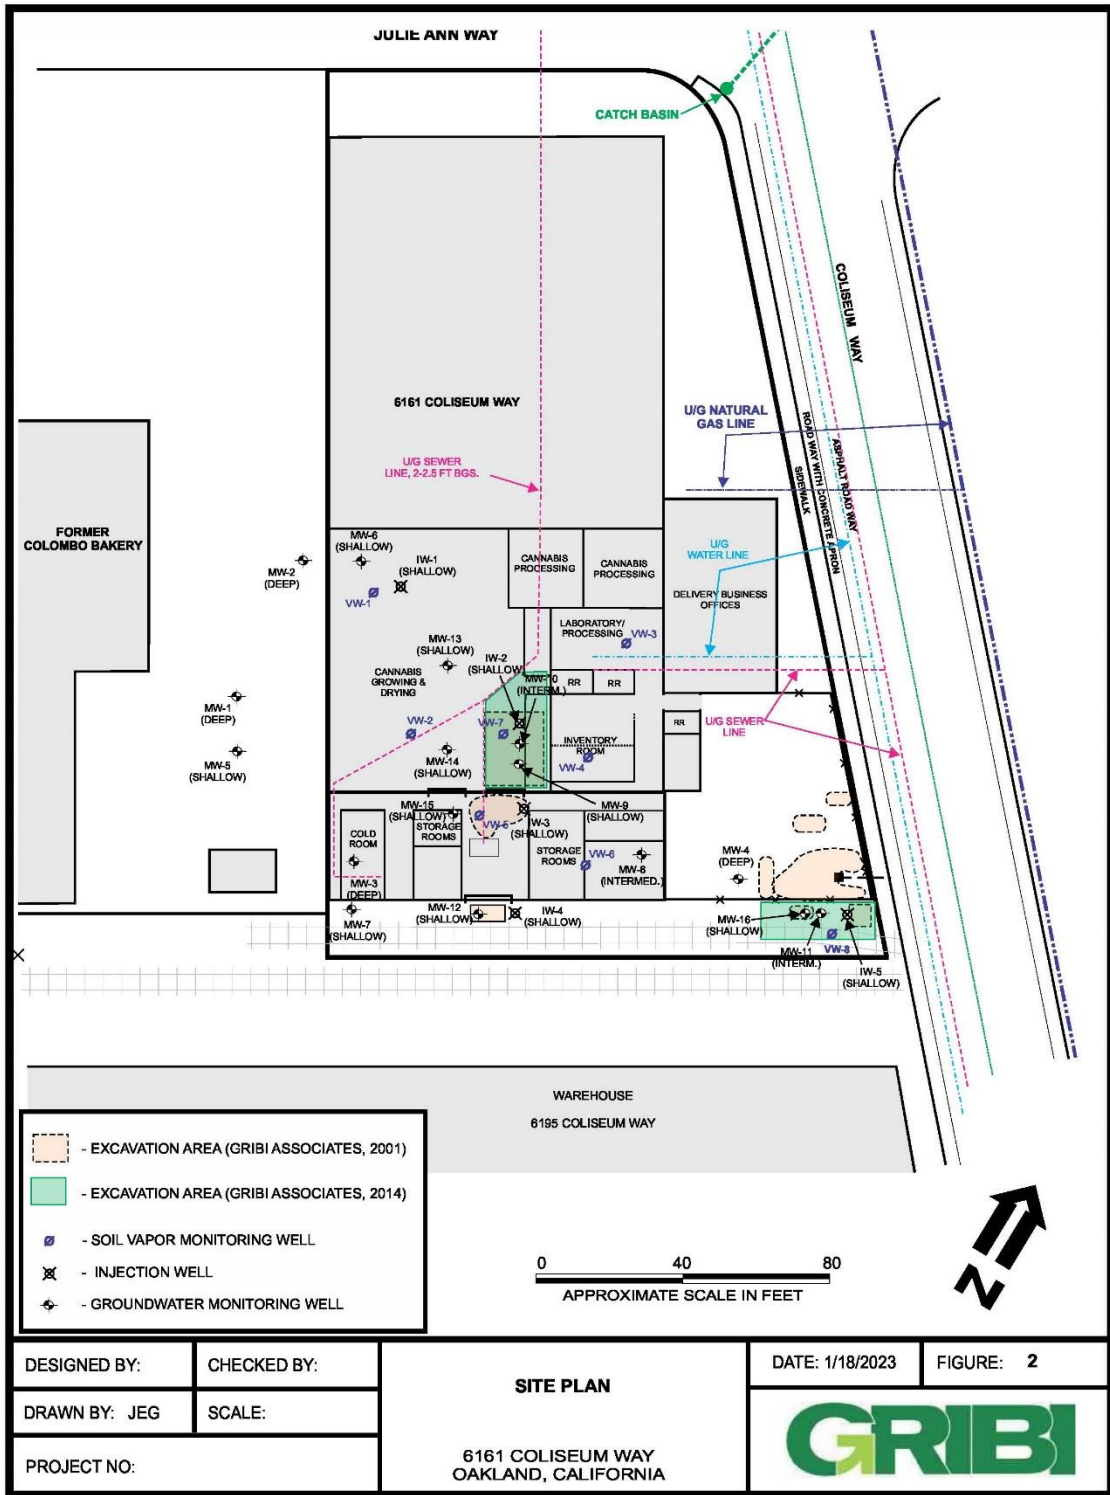 JULIE ANN WAY
CATCH BASIN
COLISEUM WAY
6161 COLISEUM WAY
U/G NATURAL
GAS LINE
U/G SEWER
LINE, 2-2.5 FT BGS.
ASPHALT ROAD WAY
ROAD WAY WITH CONCRETE APRON
SIDEWALK
FORMER
COLOMBO BAKERY
MW-2
(DEEP)
MW-6
(SHALLOW)
IW-1
(SHALLOW)
VW-1
CANNABIS
PROCESSING
CANNABIS
PROCESSING
U/G
WATER LINE
DELIVERY BUSINESS
OFFICES
LABORATORY/
PROCESSING
VW-3
MW-13
(SHALLOW)
IW-2
(SHALLOW)
CANNABIS
GROWING &
DRYING
MW-10
(INTERM.)
RR
RR
MW-1
(DEEP)
VW-2
VW-7
RR
U/G SEWER
LINE
INVENTORY
ROOM
VW-4
MW-5
(SHALLOW)
MW-14
(SHALLOW)
MW-15
(SHALLOW)
MW-9
(SHALLOW)
VW-5
IW-3
(SHALLOW)
COLD
ROOM
STORAGE
ROOMS
STORAGE
ROOMS
VW-6
MW-8
(INTERMED.)
MW-4
(DEEP)
MW-3
(DEEP)
MW-7
(SHALLOW)
MW-12
(SHALLOW)
IW-4
(SHALLOW)
MW-16
(SHALLOW)
VW-8
MW-11
(INTERM.)
IW-5
(SHALLOW)
WAREHOUSE
6195 COLISEUM WAY
- EXCAVATION AREA (GRIBI ASSOCIATES, 2001)
- EXCAVATION AREA (GRIBI ASSOCIATES, 2014)
- SOIL VAPOR MONITORING WELL
- INJECTION WELL
- GROUNDWATER MONITORING WELL
0 40 80
APPROXIMATE SCALE IN FEET
N
DESIGNED BY:
CHECKED BY:
DRAWN BY: JEG
SCALE:
PROJECT NO:
SITE PLAN
6161 COLISEUM WAY
OAKLAND, CALIFORNIA
DATE: 1/18/2023
FIGURE: 2
GRIBI